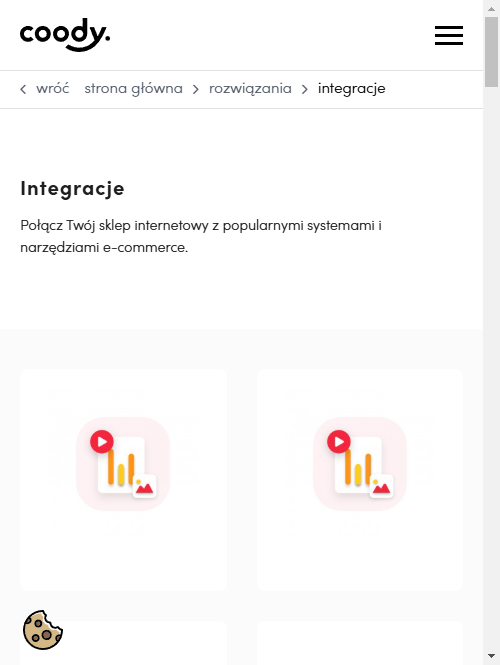 coody.
wróć strona główna rozwiązania integracje
Integracje
Połącz Twój sklep internetowy z popularnymi systemami i
narzędziami e-commerce.